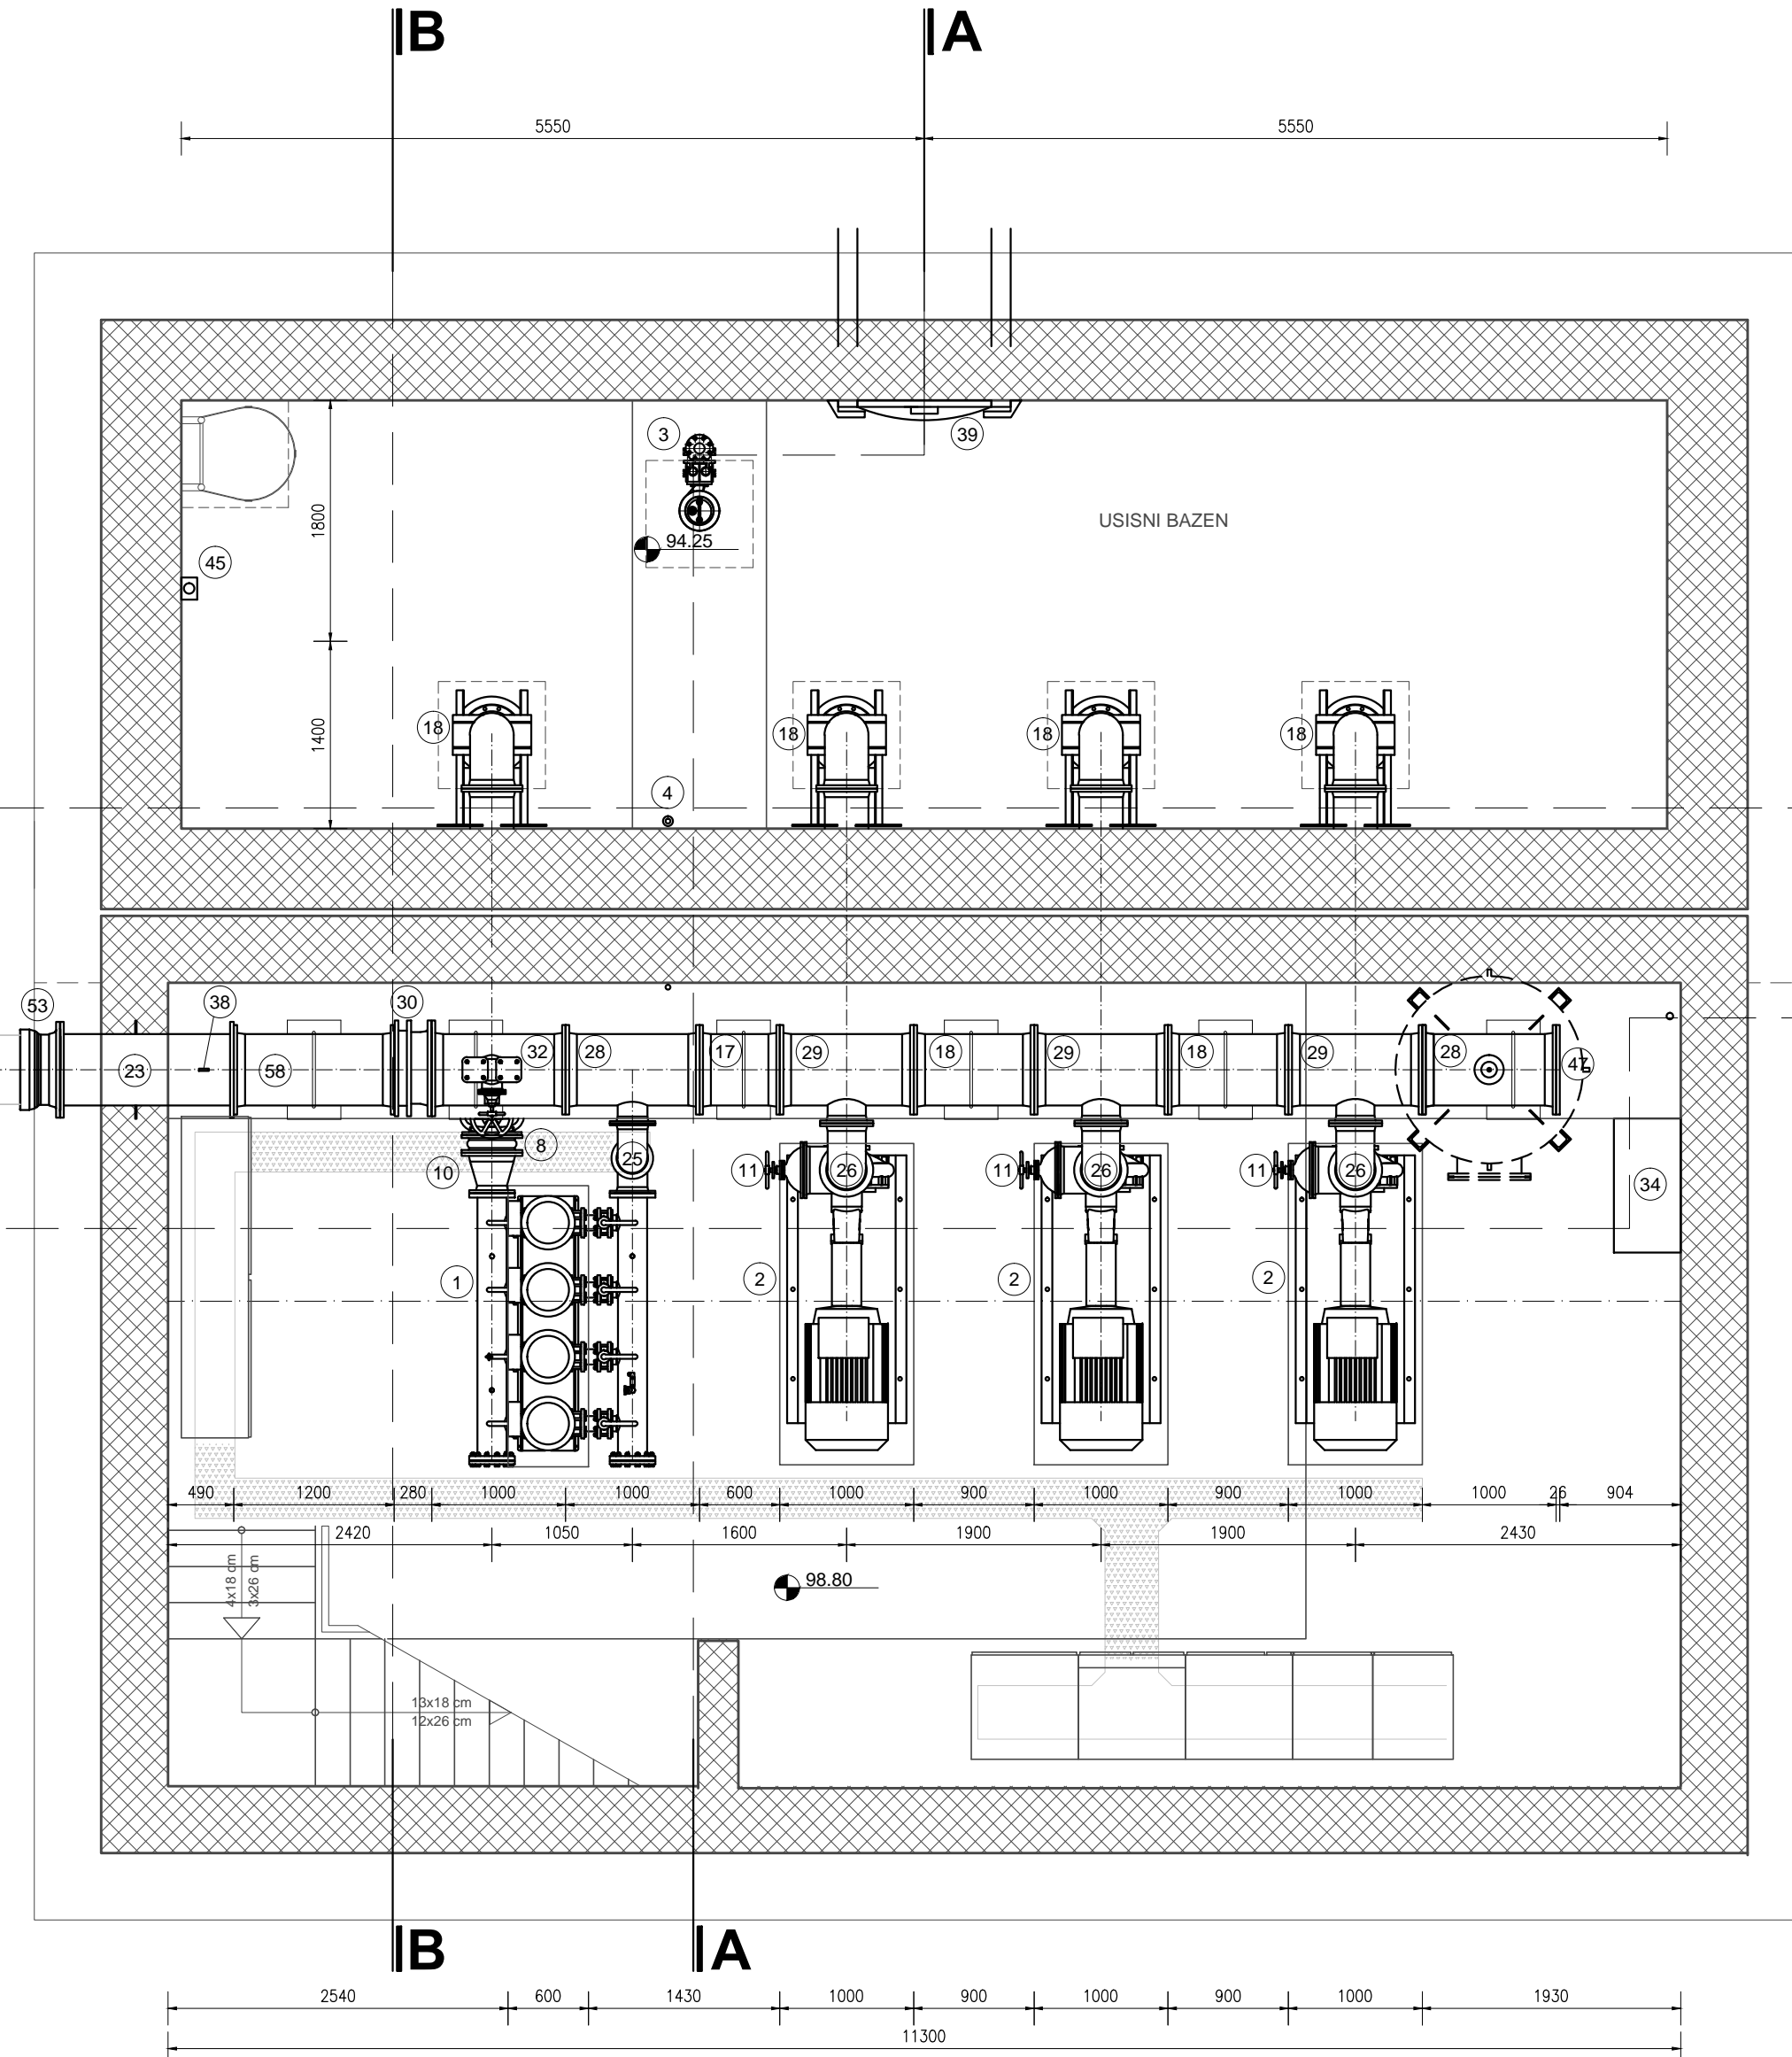 B A
5550 5550
3 39
1800
USISNI BAZEN
94.25
45
18 18 18 18
1400
4
53 38 30
23 58 32 28 17 29 18 29 18 29 28 47
8
10 25 11 26 11 26 11 26 34
1 2 2 2
490 1200 280 1000 1000 600 1000 900 1000 900 1000 1000 26 904
2420 1050 1600 1900 1900 2430
4x18 cm
3x26 cm
98.80
13x18 cm
12x26 cm
B A
2540 600 1430 1000 900 1000 900 1000 1930
11300